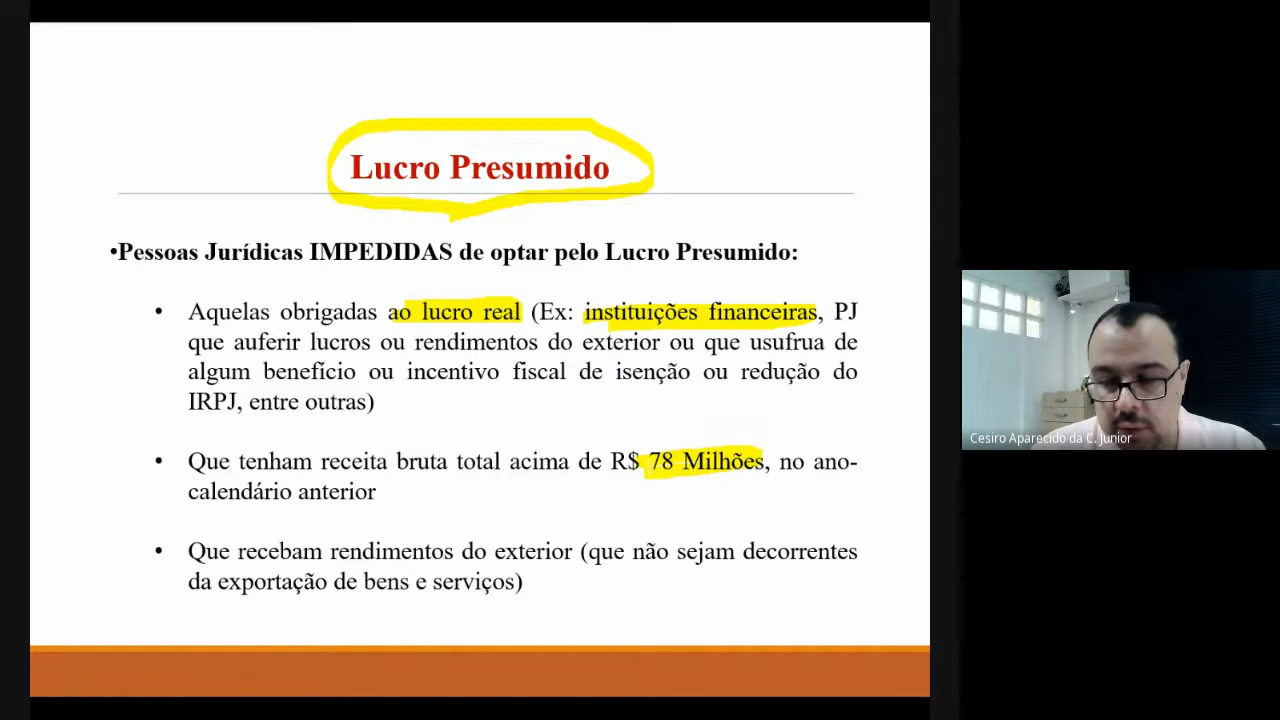 Lucro Presumido
•Pessoas Jurídicas IMPEDIDAS de optar pelo Lucro Presumido:
• Aquelas obrigadas ao lucro real (Ex: instituições financeiras, PJ
que auferir lucros ou rendimentos do exterior ou que usufrua de
algum benefício ou incentivo fiscal de isenção ou redução do
IRPJ, entre outras)
• Que tenham receita bruta total acima de R$ 78 Milhões, no ano-
calendário anterior
• Que recebam rendimentos do exterior (que não sejam decorrentes
da exportação de bens e serviços)
Cesiro Aparecido da C. Junior